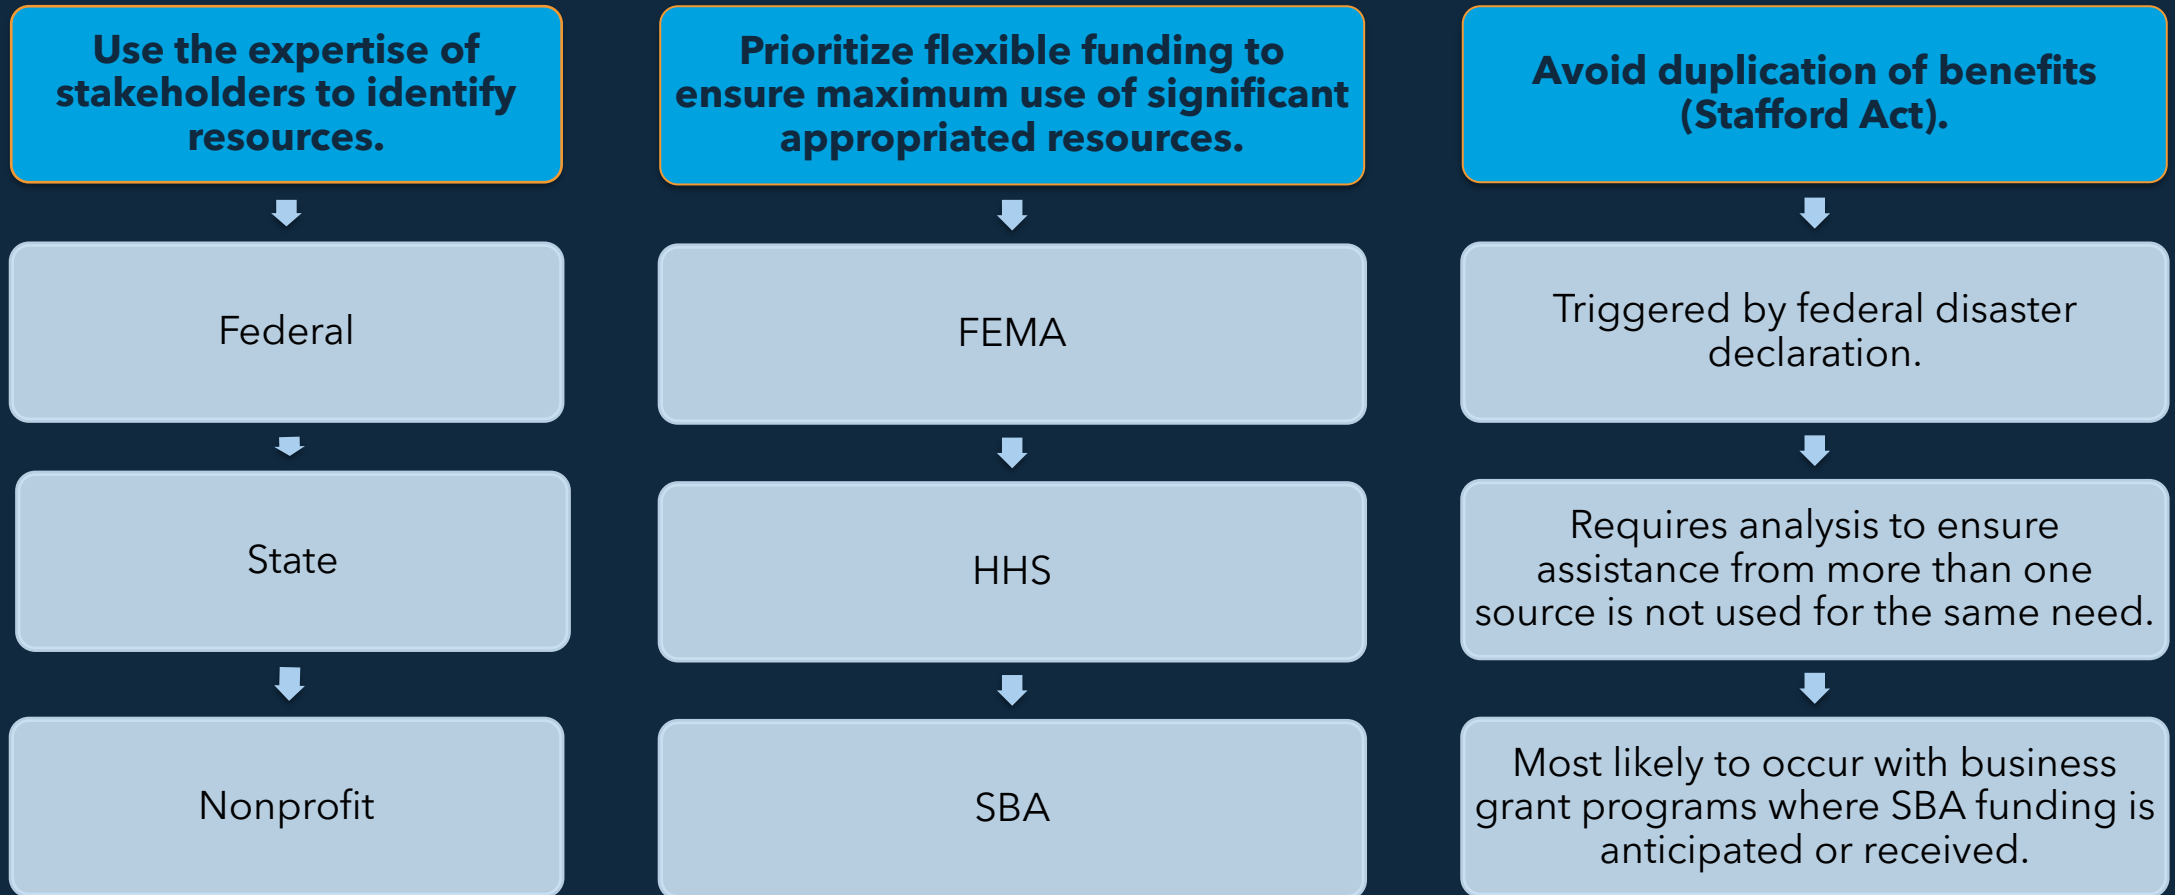 Use the expertise of
stakeholders to identify
resources.
Federal
State
Nonprofit
Prioritize flexible funding to
ensure maximum use of significant
appropriated resources.
FEMA
HHS
SBA
Avoid duplication of benefits
(Stafford Act).
Triggered by federal disaster
declaration.
Requires analysis to ensure
assistance from more than one
source is not used for the same need.
Most likely to occur with business
grant programs where SBA funding is
anticipated or received.